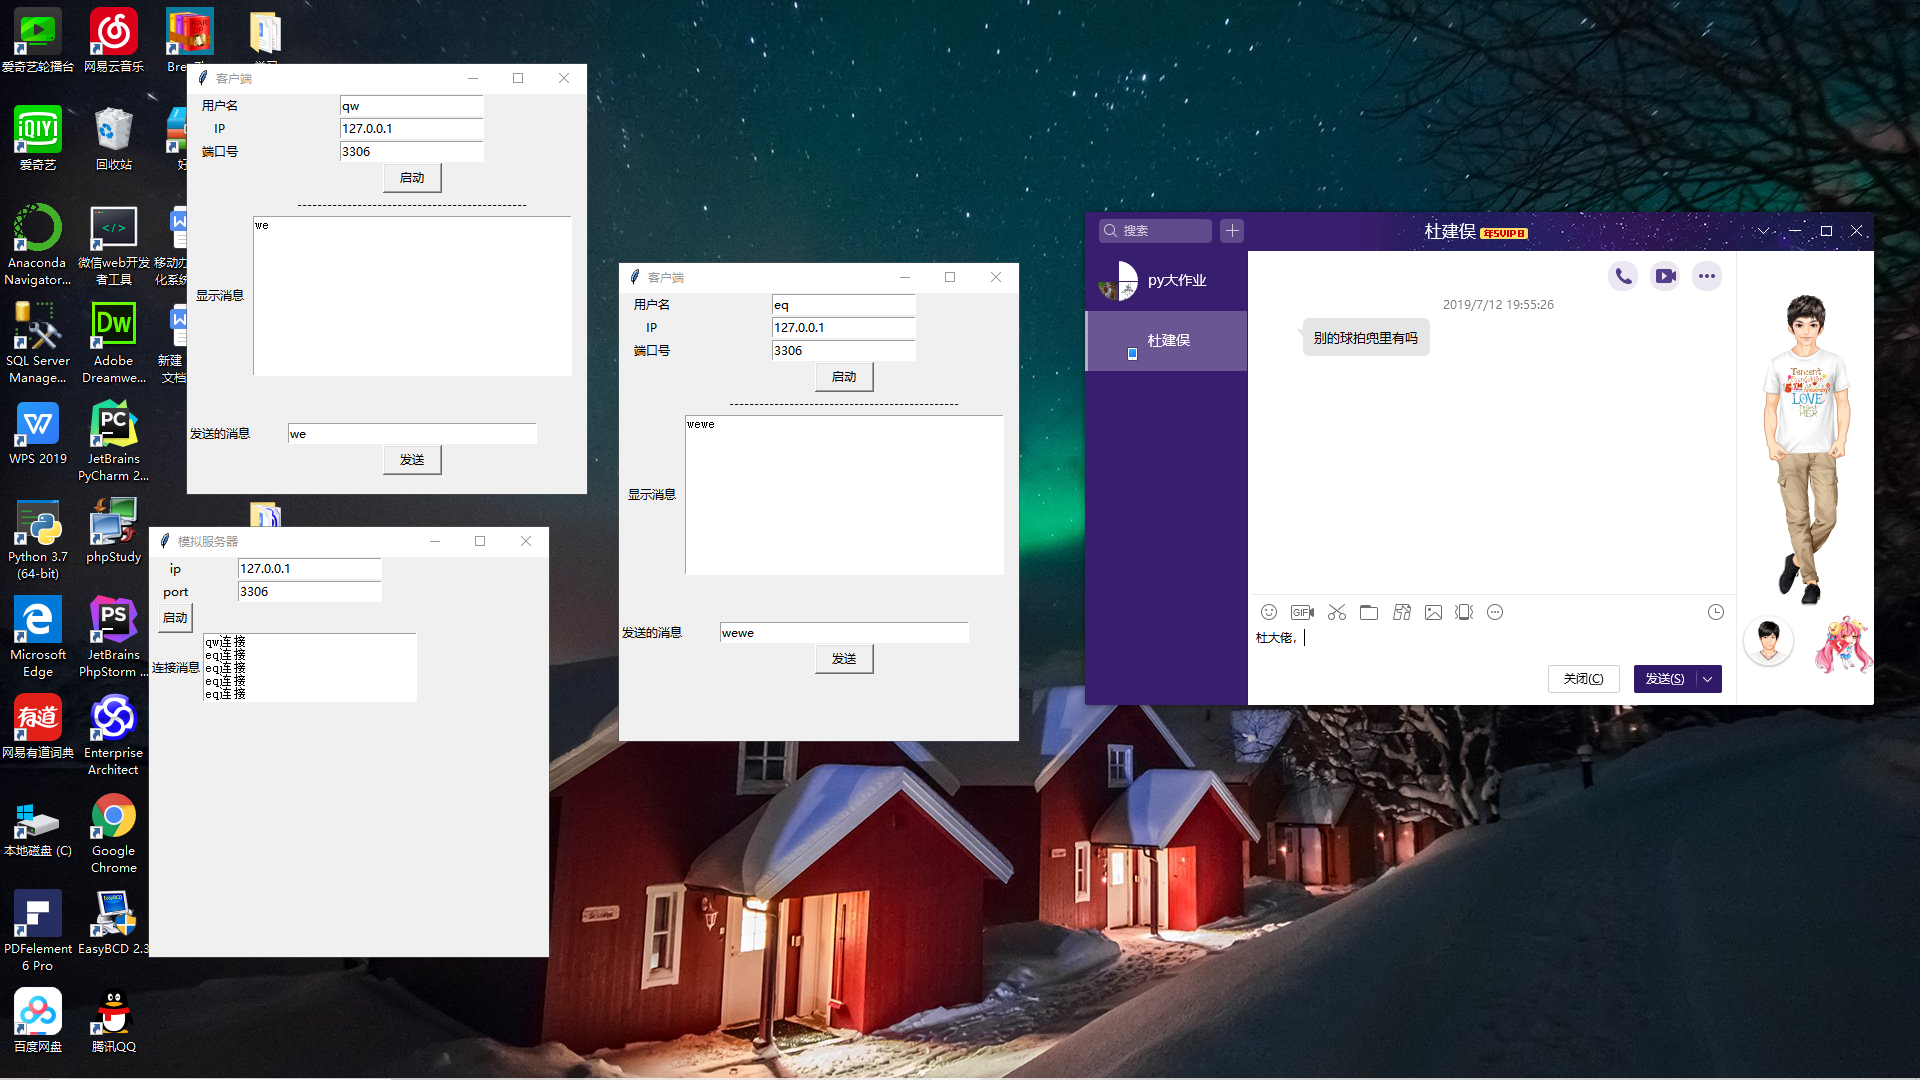 爱奇艺轮播台
网易云音乐
爱奇艺
回收站
Anaconda
Navigator...
微信web开发
者工具
SQL Server
Manage...
Adobe
Dreamwe...
新建
文档
WPS 2019
JetBrains
PyCharm 2...
Python 3.7
(64-bit)
phpStudy
Microsoft
Edge
JetBrains
PhpStorm ...
有道
网易有道词典
Enterprise
Architect
本地磁盘 (C)
Google
Chrome
PDFelement
6 Pro
EasyBCD 2.3
百度网盘
腾讯QQ
客户端
用户名
qw
IP
127.0.0.1
端口号
3306
启动
we
显示消息
发送的消息
we
发送
模拟服务器
ip
127.0.0.1
port
3306
启动
连接消息
qw连接
eq连接
eq连接
eq连接
eq连接
客户端
用户名
eq
IP
127.0.0.1
端口号
3306
启动
wewe
显示消息
发送的消息
wewe
发送
搜索
杜建俣
年SVIP8
py大作业
杜建俣
2019/7/12 19:55:26
别的球拍兜里有吗
GIF
杜大佬，
关闭(C)
发送(S)